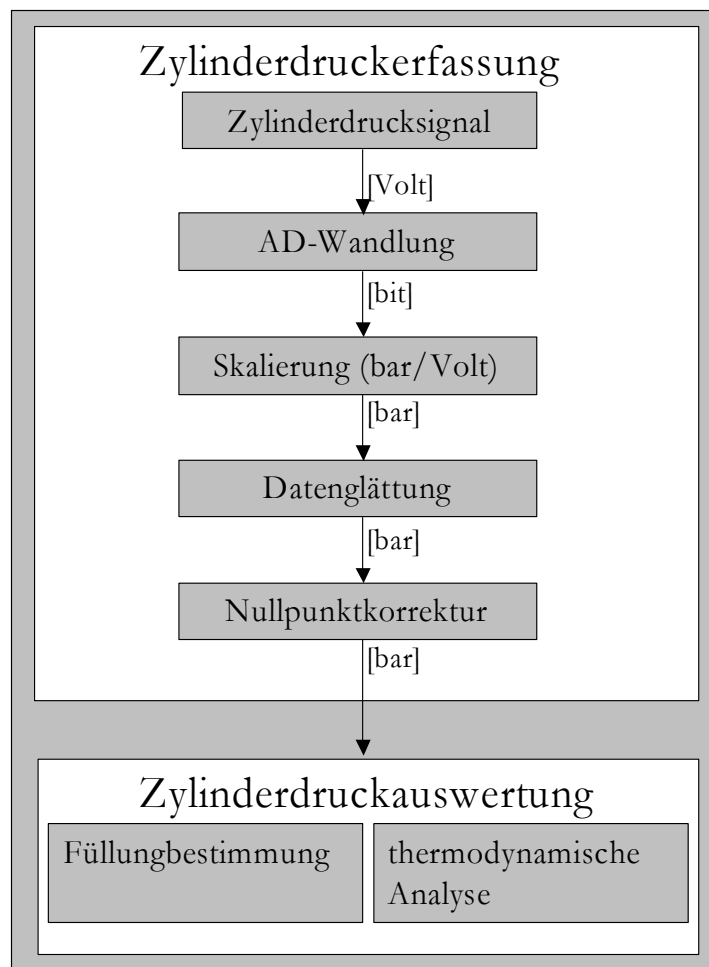 Zylinderdruckerfassung
Zylinderdrucksignal
[Volt]
AD-Wandlung
[bit]
Skalierung (bar/Volt)
[bar]
Datenglättung
[bar]
Nullpunktkorrektur
[bar]
Zylinderdruckauswertung
Füllungbestimmung
thermodynamische
Analyse